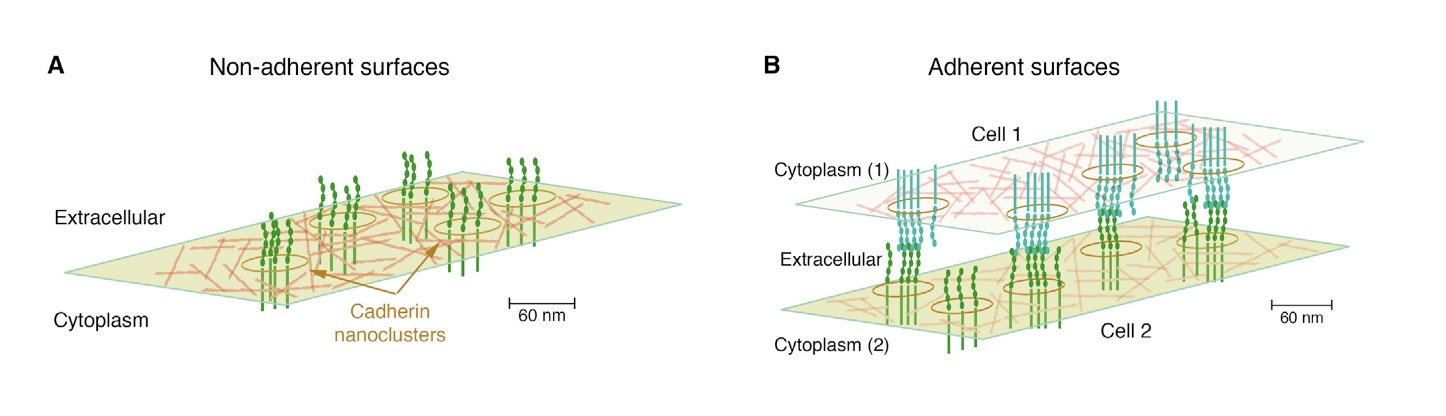 A
Non-adherent surfaces
Extracellular
Cytoplasm
Cadherin
nanoclusters
60 nm
B
Adherent surfaces
Cell 1
Cytoplasm (1)
Extracellular
Cytoplasm (2)
Cell 2
60 nm